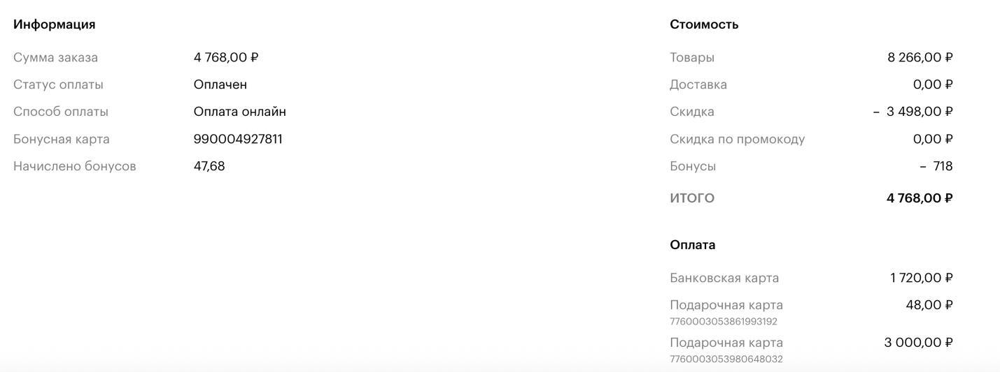 Информация
Сумма заказа 4 768,00 ₽
Статус оплаты Оплачен
Способ оплаты Оплата онлайн
Бонусная карта 990004927811
Начислено бонусов 47,68
Стоимость
Товары 8 266,00 ₽
Доставка 0,00 ₽
Скидка – 3 498,00 ₽
Скидка по промокоду 0,00 ₽
Бонусы – 718
ИТОГО 4 768,00 ₽
Оплата
Банковская карта 1 720,00 ₽
Подарочная карта 48,00 ₽
7760003053861993192
Подарочная карта 3 000,00 ₽
7760003053980648032